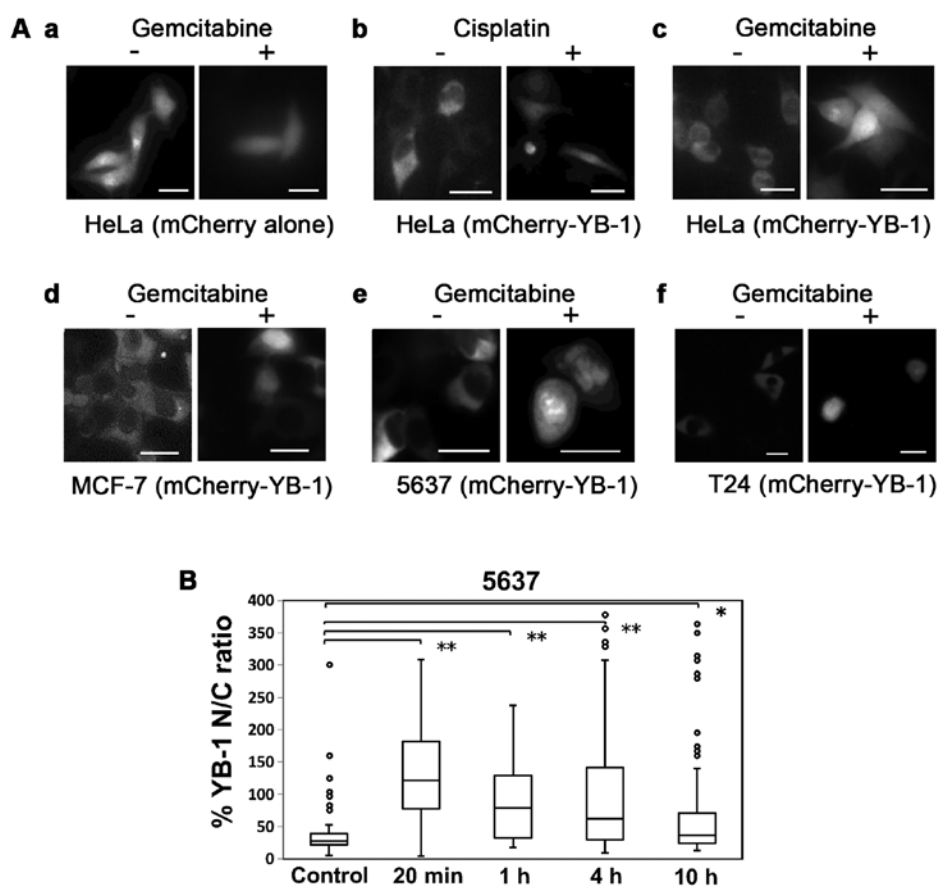 A a Gemcitabine b Cisplatin c Gemcitabine
- + - + - +
HeLa (mCherry alone) HeLa (mCherry-YB-1) HeLa (mCherry-YB-1)
d Gemcitabine e Gemcitabine f Gemcitabine
- + - + - +
MCF-7 (mCherry-YB-1) 5637 (mCherry-YB-1) T24 (mCherry-YB-1)
B 5637
% YB-1 N/C ratio
400
350
300
250
200
150
100
50
0
** ** ** *
Control 20 min 1 h 4 h 10 h